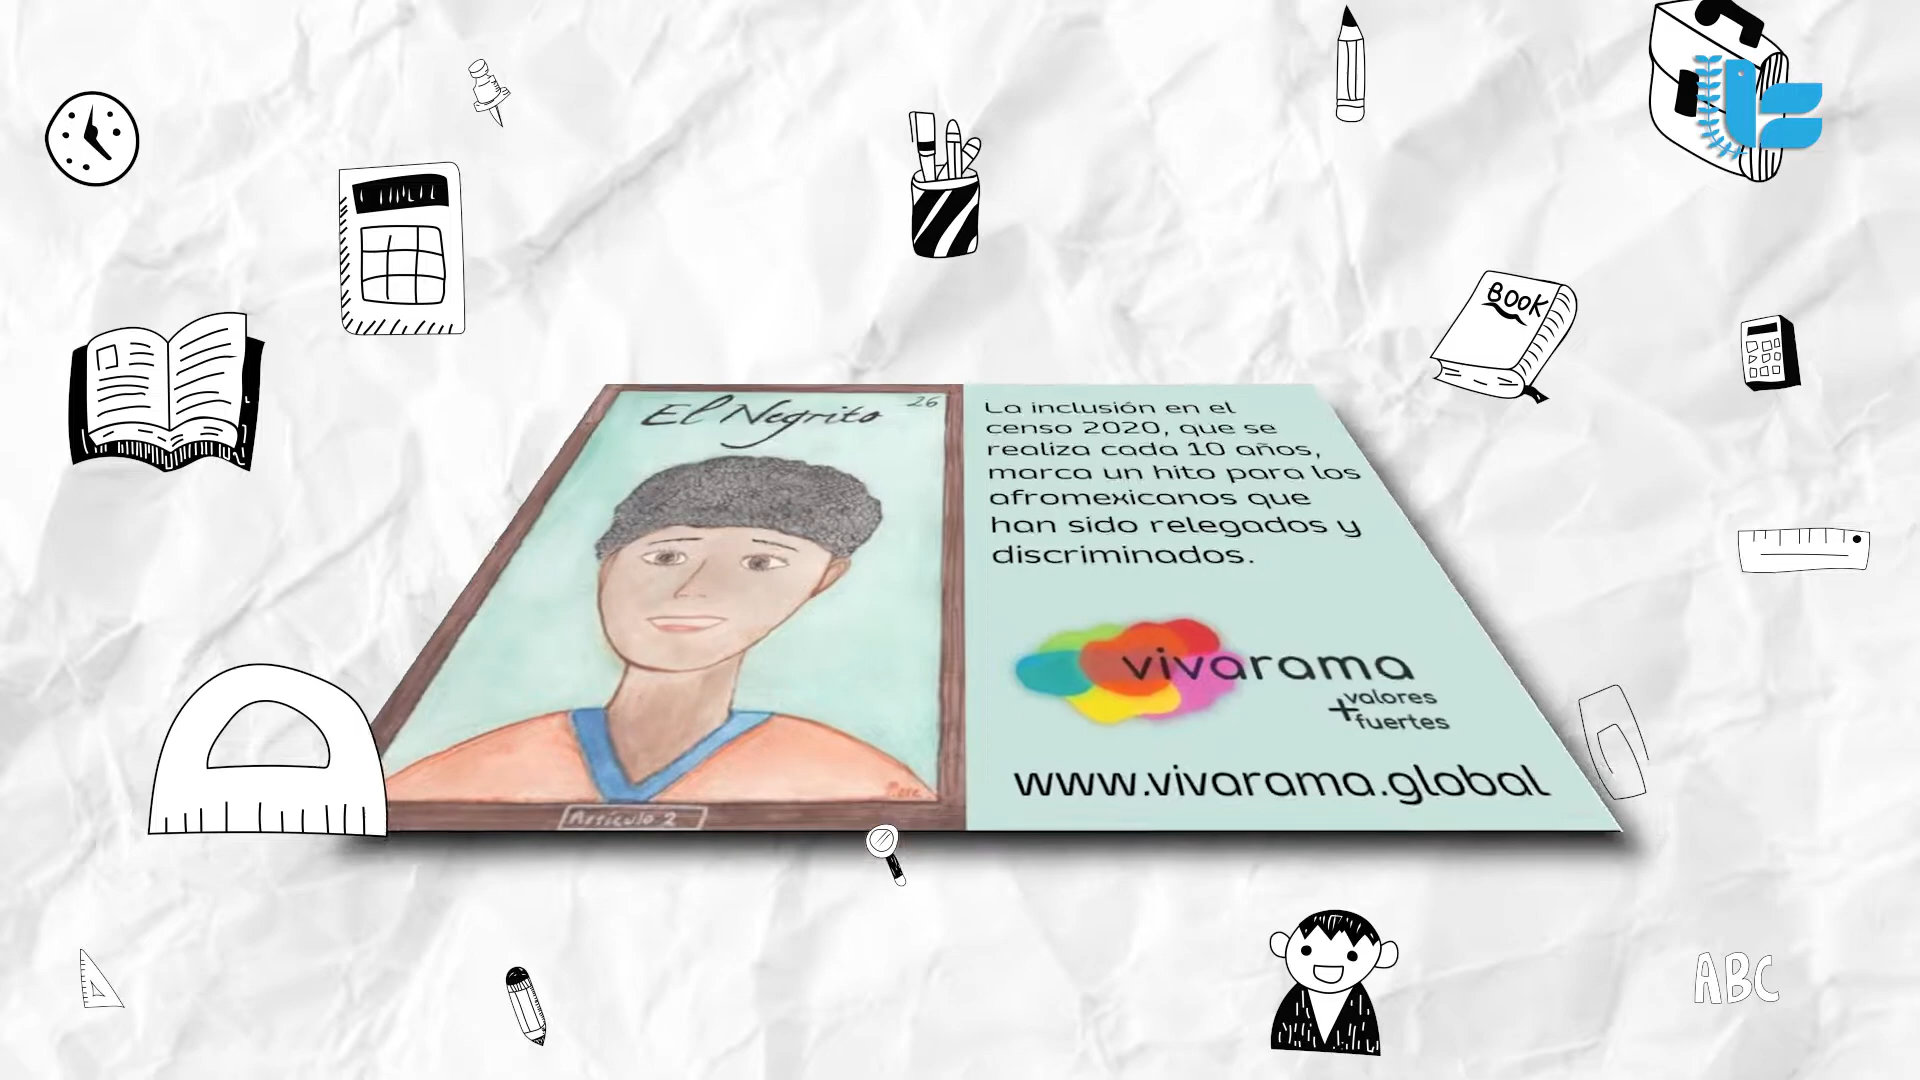 BOOK
El Negrito
26
La inclusión en el
censo 2020, que se
realiza cada 10 años,
marca un hito para los
afromexicanos que
han sido relegados y
discriminados.
vivarama
+valores
fuertes
www.vivarama.global
Artículo 2
ABC